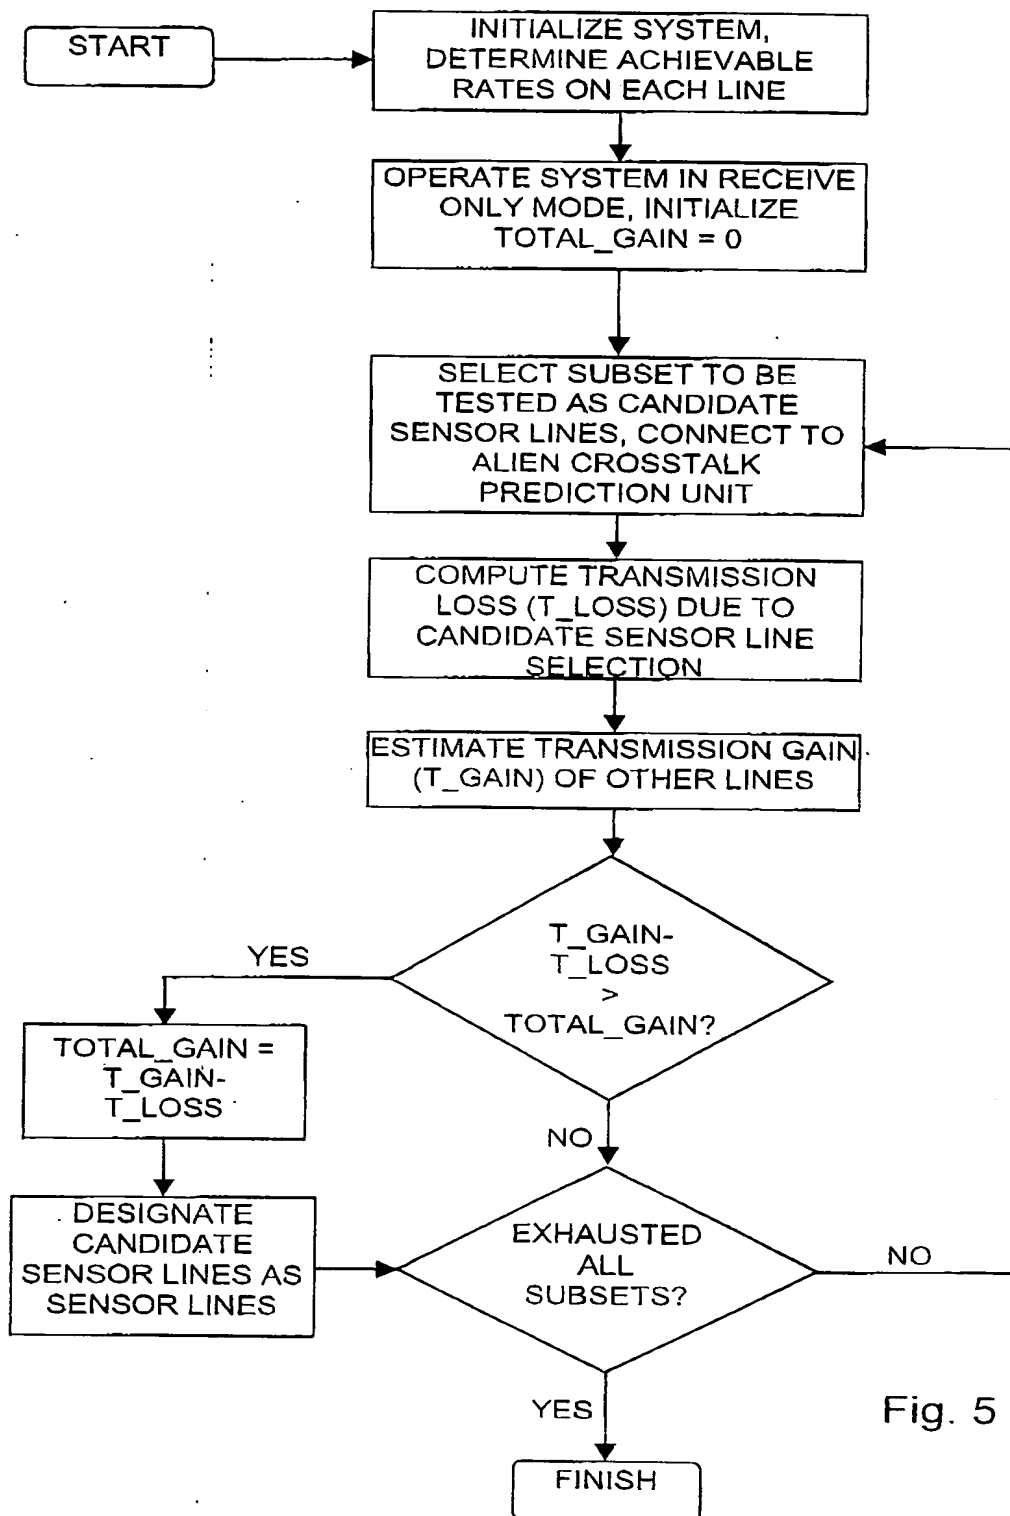 START
INITIALIZE SYSTEM,
DETERMINE ACHIEVABLE
RATES ON EACH LINE
OPERATE SYSTEM IN RECEIVE
ONLY MODE, INITIALIZE
TOTAL_GAIN = 0
SELECT SUBSET TO BE
TESTED AS CANDIDATE
SENSOR LINES, CONNECT TO
ALIEN CROSSTALK
PREDICTION UNIT
COMPUTE TRANSMISSION
LOSS (T_LOSS) DUE TO
CANDIDATE SENSOR LINE
SELECTION
ESTIMATE TRANSMISSION GAIN
(T_GAIN) OF OTHER LINES
T_GAIN-
T_LOSS
>
TOTAL_GAIN?
YES
TOTAL_GAIN =
T_GAIN-
T_LOSS
NO
DESIGNATE
CANDIDATE
SENSOR LINES AS
SENSOR LINES
EXHAUSTED
ALL
SUBSETS?
NO
YES
Fig. 5
FINISH